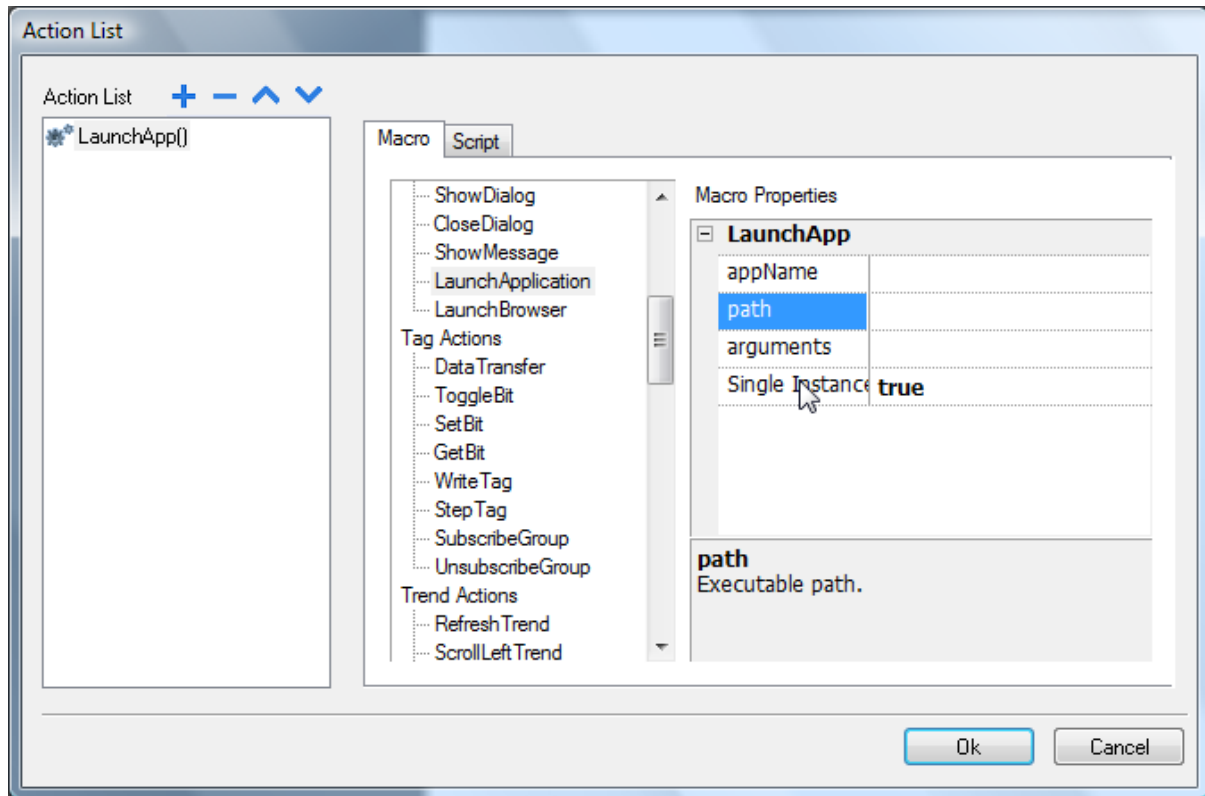 Action List
Action List
LaunchApp()
Macro
Script
ShowDialog
CloseDialog
ShowMessage
LaunchApplication
LaunchBrowser
Tag Actions
DataTransfer
ToggleBit
SetBit
GetBit
WriteTag
StepTag
SubscribeGroup
UnsubscribeGroup
Trend Actions
RefreshTrend
ScrollLeftTrend
Macro Properties
LaunchApp
appName
path
arguments
Single Instance true
path
Executable path.
Ok
Cancel